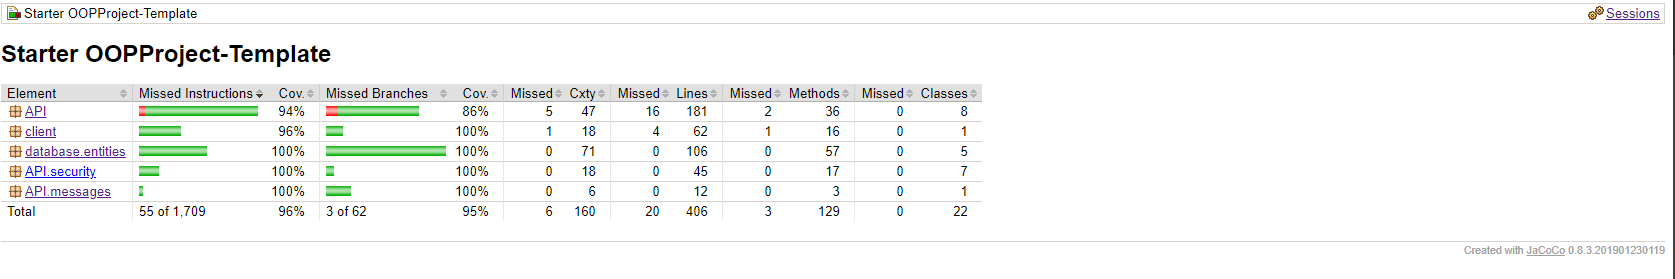 Starter OOPProject-Template Sessions
Starter OOPProject-Template
Element Missed Instructions Cov. Missed Branches Cov. Missed Cxty Missed Lines Missed Methods Missed Classes
API 94% 86% 5 47 16 181 2 36 0 8
client 96% 100% 1 18 4 62 1 16 0 1
database.entities 100% 100% 0 71 0 106 0 57 0 5
API.security 100% 100% 0 18 0 45 0 17 0 7
API.messages 100% 100% 0 6 0 12 0 3 0 1
Total 55 of 1,709 96% 3 of 62 95% 6 160 20 406 3 129 0 22
Created with JaCoCo 0.8.3.201901230119